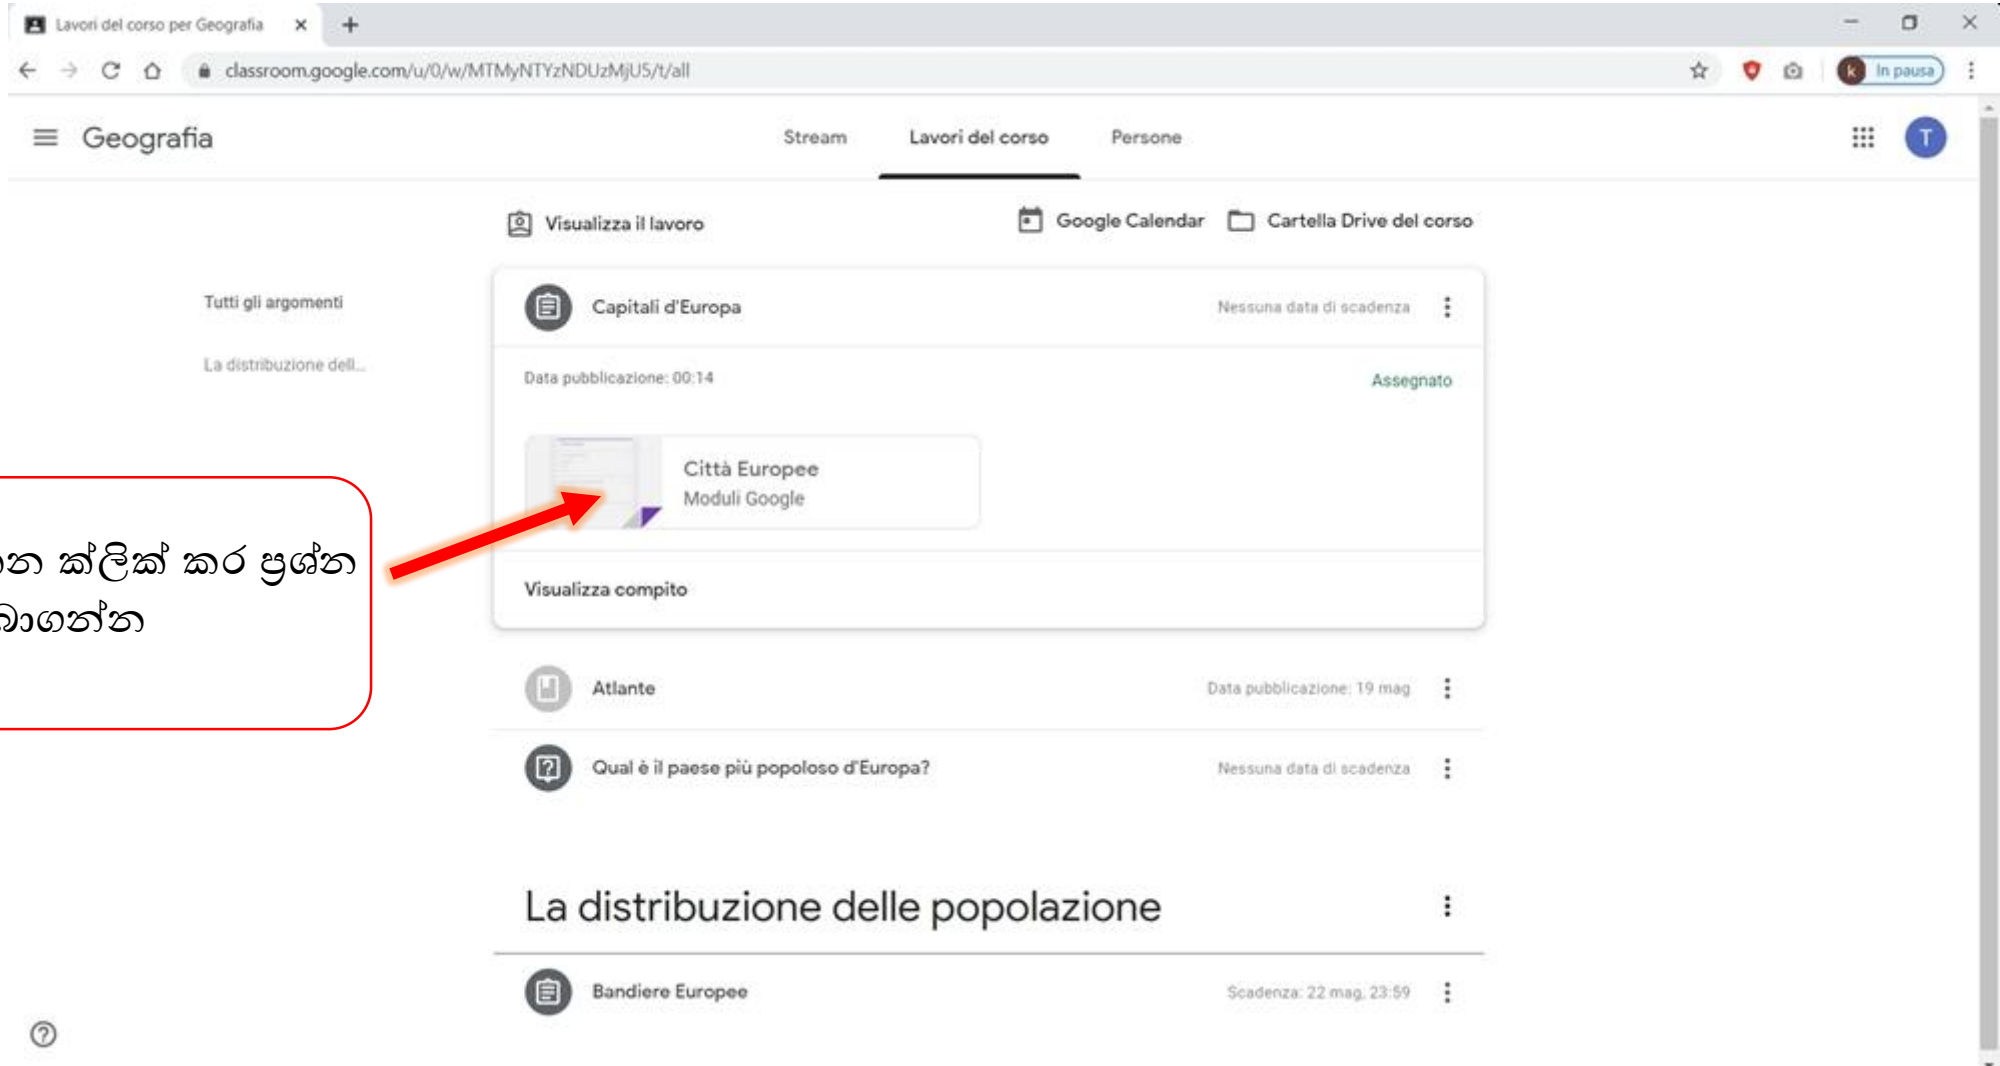 Lavori del corso per Geografia
classroom.google.com/u/0/w/MTMyNTYzNDUzMjU5/t/all
k In pausa
Geografia
Stream Lavori del corso Persone
T
Visualizza il lavoro
Google Calendar Cartella Drive del corso
Tutti gli argomenti
La distribuzione dell...
Capitali d'Europa
Nessuna data di scadenza
Data pubblicazione: 00:14
Assegnato
Città Europee
Moduli Google
ක්ලික් කර ප්‍රශ්න
Visualizza compito
Atlante
Data pubblicazione: 19 mag
Qual è il paese più popoloso d'Europa?
Nessuna data di scadenza
La distribuzione delle popolazione
Bandiere Europee
Scadenza: 22 mag, 23:59